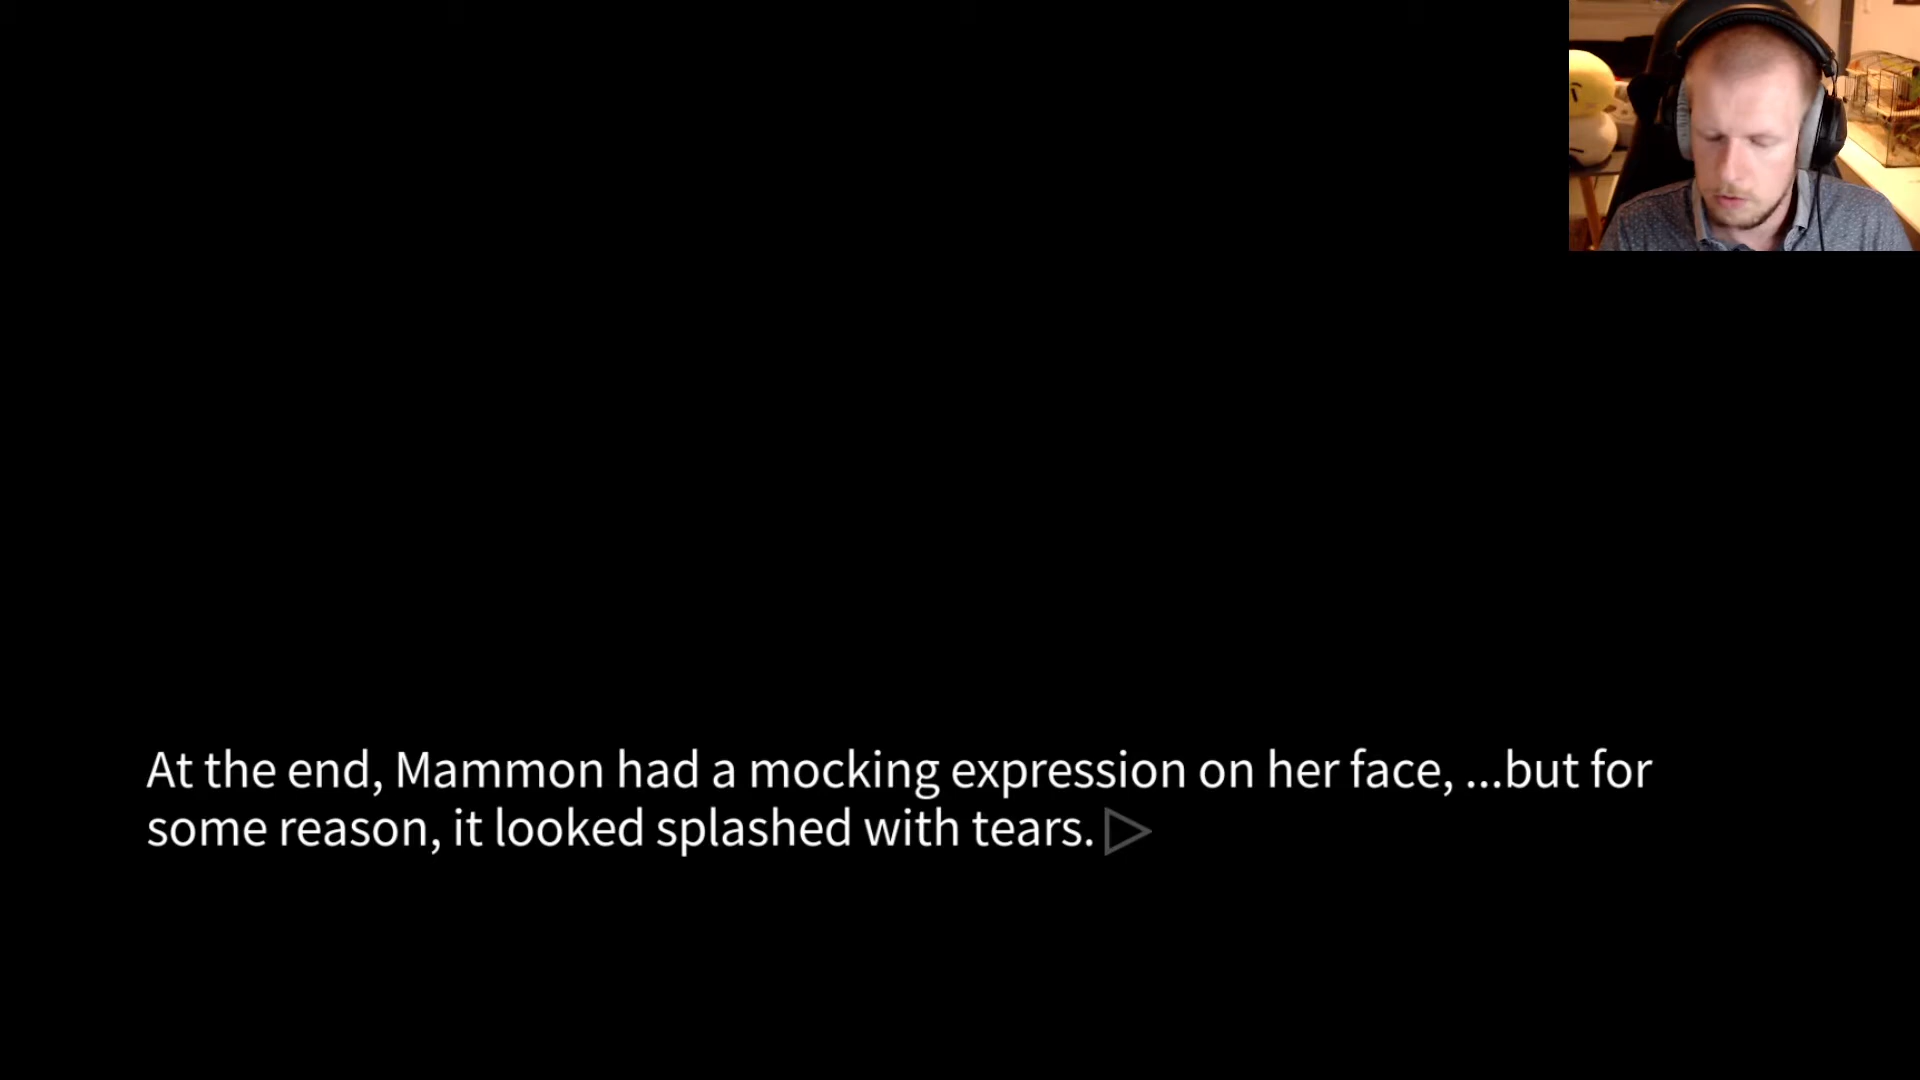 At the end, Mammon had a mocking expression on her face, ...but for
some reason, it looked splashed with tears.